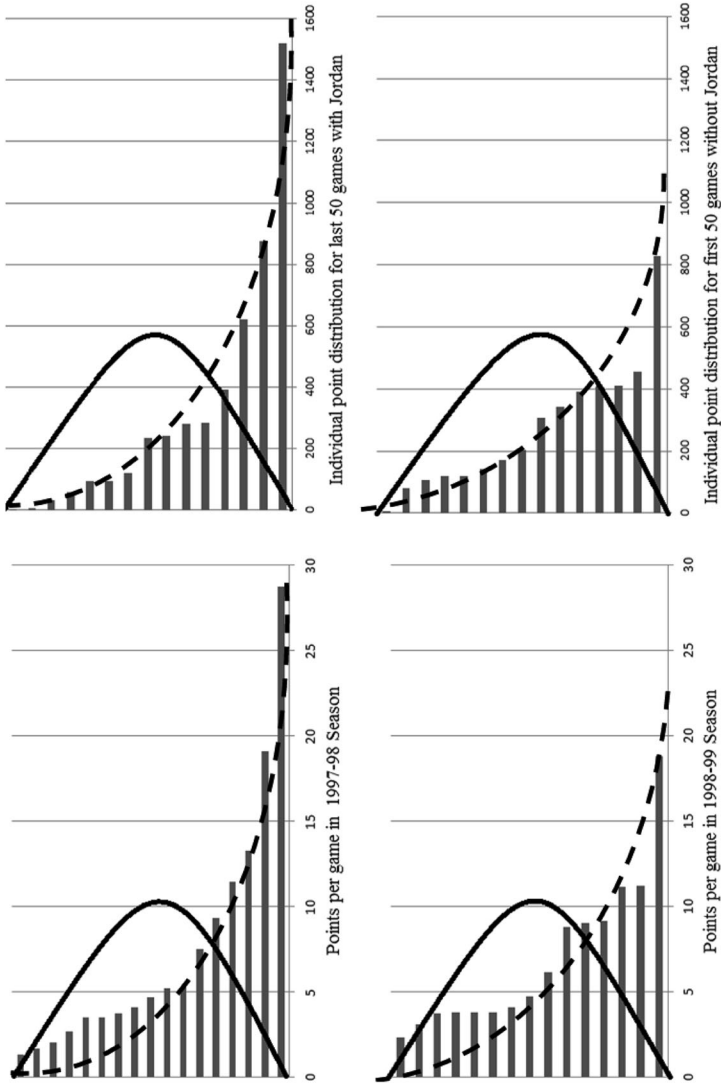 0 5 10 15 20 25 30
Points per game in 1997-98 Season
0 200 400 600 800 1000 1200 1400 1600
Individual point distribution for last 50 games with Jordan
0 5 10 15 20 25 30
Points per game in 1998-99 Season
0 200 400 600 800 1000 1200 1400 1600
Individual point distribution for first 50 games without Jordan